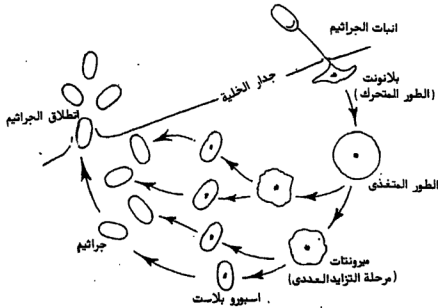 انبات الجراثيم
بلانونت
(الطور المتحرك)
جدار الخلية
انطلاق الجراثيم
الطور المتغذى
جراثيم
ميرونتات
(مرحلة التزايد العددى)
اسبورو بلاست